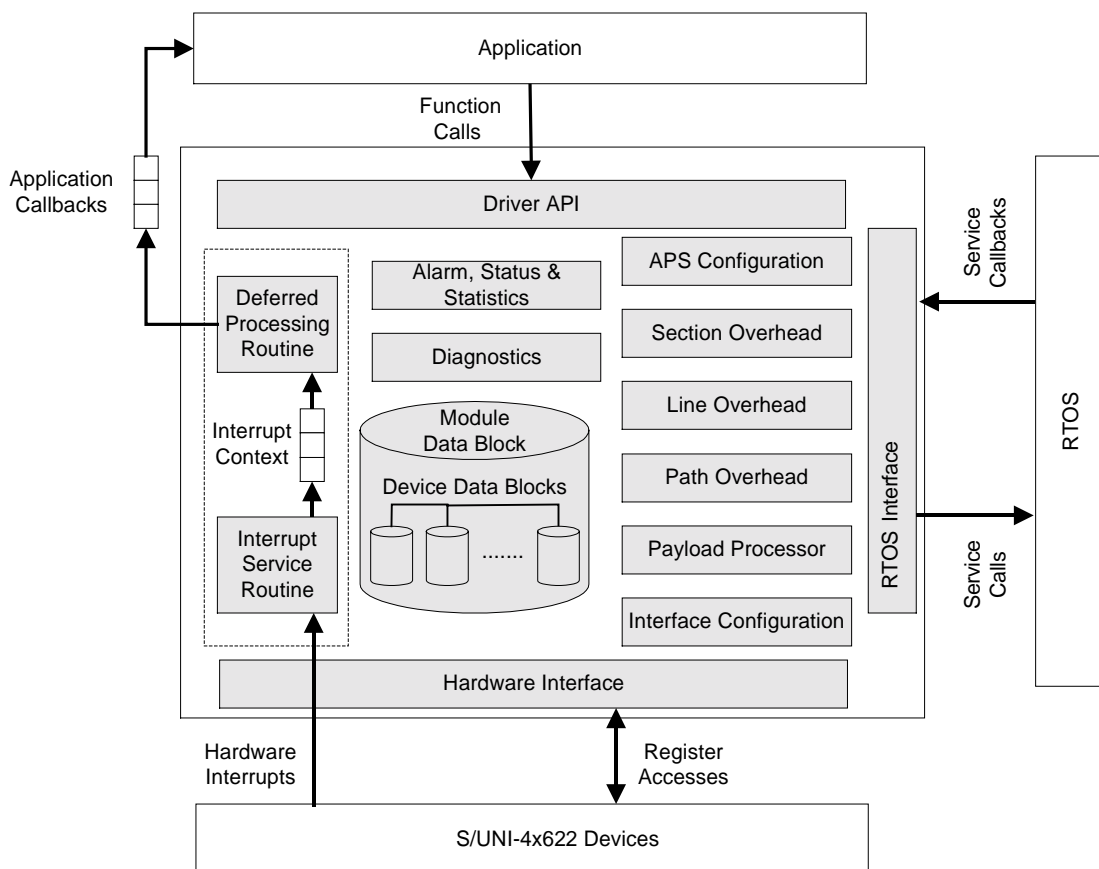 Application
Function
Calls
Application
Callbacks
Driver API
Deferred
Processing
Routine
Interrupt
Context
Interrupt
Service
Routine
Alarm, Status &
Statistics
Diagnostics
Module
Data Block
Device Data Blocks
.......
APS Configuration
Section Overhead
Line Overhead
Path Overhead
Payload Processor
Interface Configuration
RTOS Interface
Service
Callbacks
Service
Calls
RTOS
Hardware Interface
Hardware
Interrupts
Register
Accesses
S/UNI-4x622 Devices